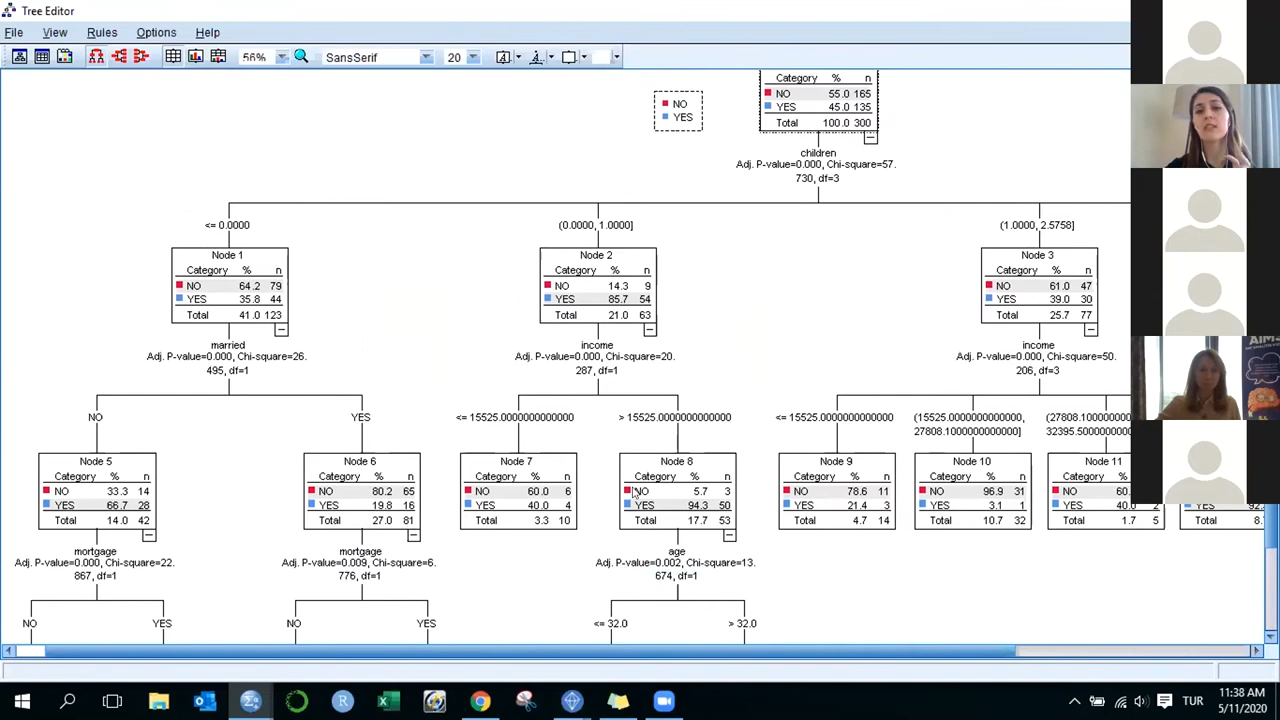 Tree Editor
File View Rules Options Help
56% SansSerif 20
NO
YES
Category % n
NO 55.0 165
YES 45.0 135
Total 100.0 300
children
Adj. P-value=0.000, Chi-square=57.
730, df=3
<= 0.0000 (0.0000, 1.0000] (1.0000, 2.5758]
Node 1
Category % n
NO 64.2 79
YES 35.8 44
Total 41.0 123
married
Adj. P-value=0.000, Chi-square=26.
495, df=1
Node 2
Category % n
NO 14.3 9
YES 85.7 54
Total 21.0 63
income
Adj. P-value=0.000, Chi-square=20.
287, df=1
Node 3
Category % n
NO 61.0 47
YES 39.0 30
Total 25.7 77
income
Adj. P-value=0.000, Chi-square=50.
206, df=3
NO YES <= 15525.0000000000000 > 15525.0000000000000 <= 15525.0000000000000 (15525.0000000000000, (27808.1000000
27808.1000000000000] 32395.5000000
Node 5
Category % n
NO 33.3 14
YES 66.7 28
Total 14.0 42
mortgage
Adj. P-value=0.000, Chi-square=22.
867, df=1
NO YES
Node 6
Category % n
NO 80.2 65
YES 19.8 16
Total 27.0 81
mortgage
Adj. P-value=0.009, Chi-square=6.
776, df=1
NO YES
Node 7
Category % n
NO 60.0 6
YES 40.0 4
Total 3.3 10
Node 8
Category % n
NO 5.7 3
YES 94.3 50
Total 17.7 53
age
Adj. P-value=0.002, Chi-square=13.
674, df=1
<= 32.0 > 32.0
Node 9
Category % n
NO 78.6 11
YES 21.4 3
Total 4.7 14
Node 10
Category % n
NO 96.9 31
YES 3.1 1
Total 10.7 32
Node 11
Category % n
NO 60.
YES 40.0 2
Total 1.7 5
YES 92.
Total
AIMS
TUR
11:38 AM
5/11/2020